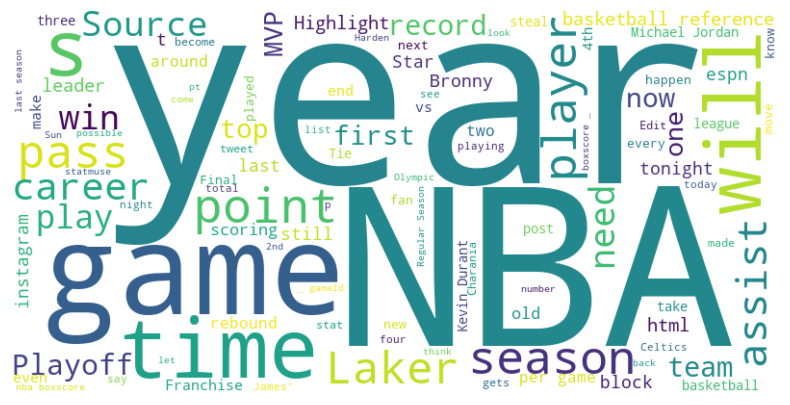 year
NBA
game
time
will
s
Source
MVP
Highlight
record
steal
basketball reference
three
t
become
Harden
look
Michael Jordan
4th
player
know
last season
leader
around
Star
next
Bronny
espn
happen
make
pt
come
played
end
see
vs
now
win
top
first
two
boxscore _
Edit
league
one
move
Sun
possible
list
tweet
Tie
playing
every
pass
statmuse
last
tonight
career
Final
total
p
Olympic
today
play
night
point
fan
need
assist
instagram
scoring
still
Regular Season
post
made
2nd
_ gameId
Kevin Durant
Charania
number
rebound
stat
new
four
old
take
html
Celtics
back
Playoff
let
Laker
think
season
team
even
say
nba boxscore
Franchise
James'
gets
per game
block
basketball